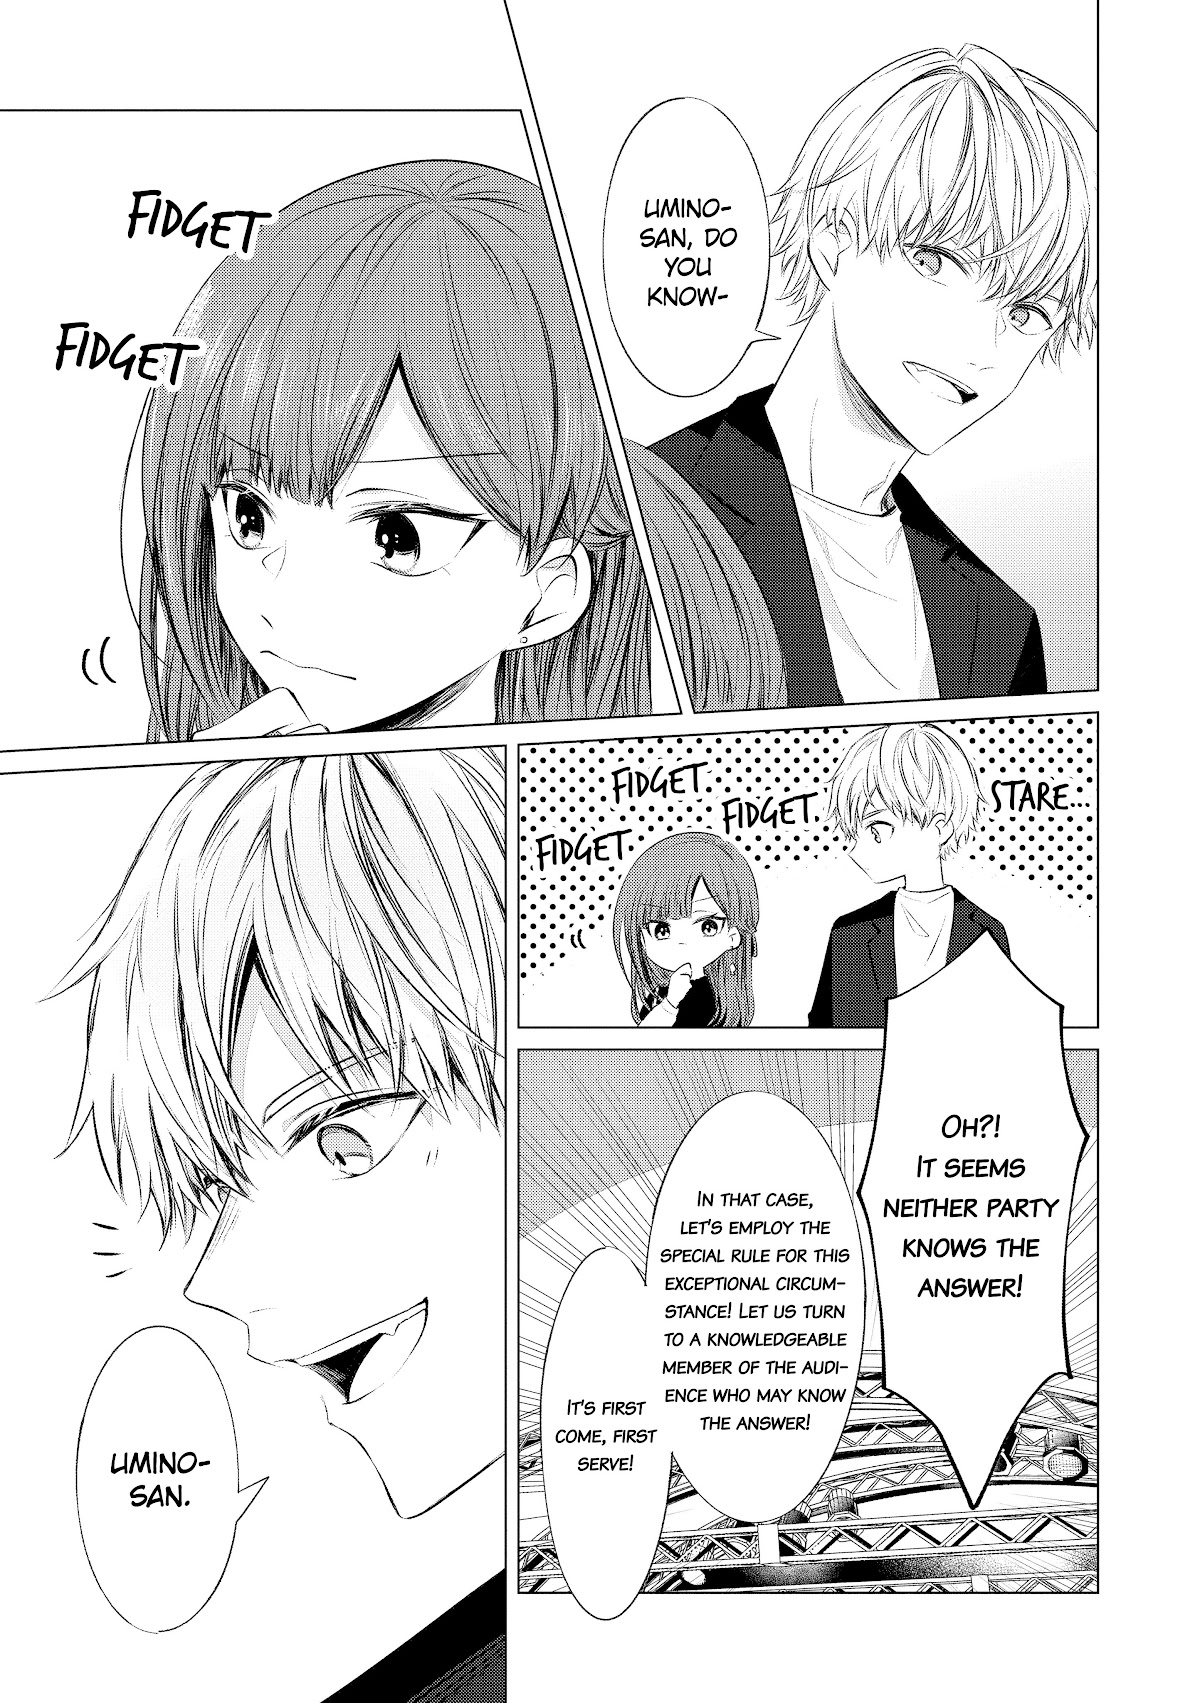 UMINO-
SAN, DO
YOU
KNOW-
FIDGET
FIDGET
STARE...
FIDGET
FIDGET
FIDGET
OH?!
IT SEEMS
NEITHER PARTY
KNOWS THE
ANSWER!
IN THAT CASE,
LET'S EMPLOY THE
SPECIAL RULE FOR THIS
EXCEPTIONAL CIRCUM-
STANCE! LET US TURN
TO A KNOWLEDGEABLE
MEMBER OF THE AUDI-
ENCE WHO MAY KNOW
THE ANSWER!
IT'S FIRST
COME, FIRST
SERVE!
UMINO-
SAN.